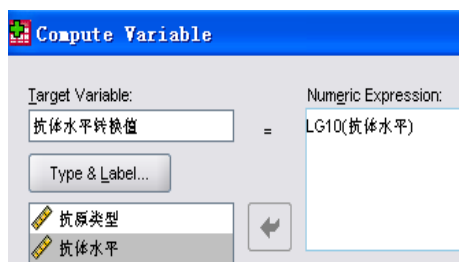 Compute Variable
Target Variable:
Numeric Expression:
抗体水平转换值
=
LG10(抗体水平)
Type & Label...
抗原类型
抗体水平